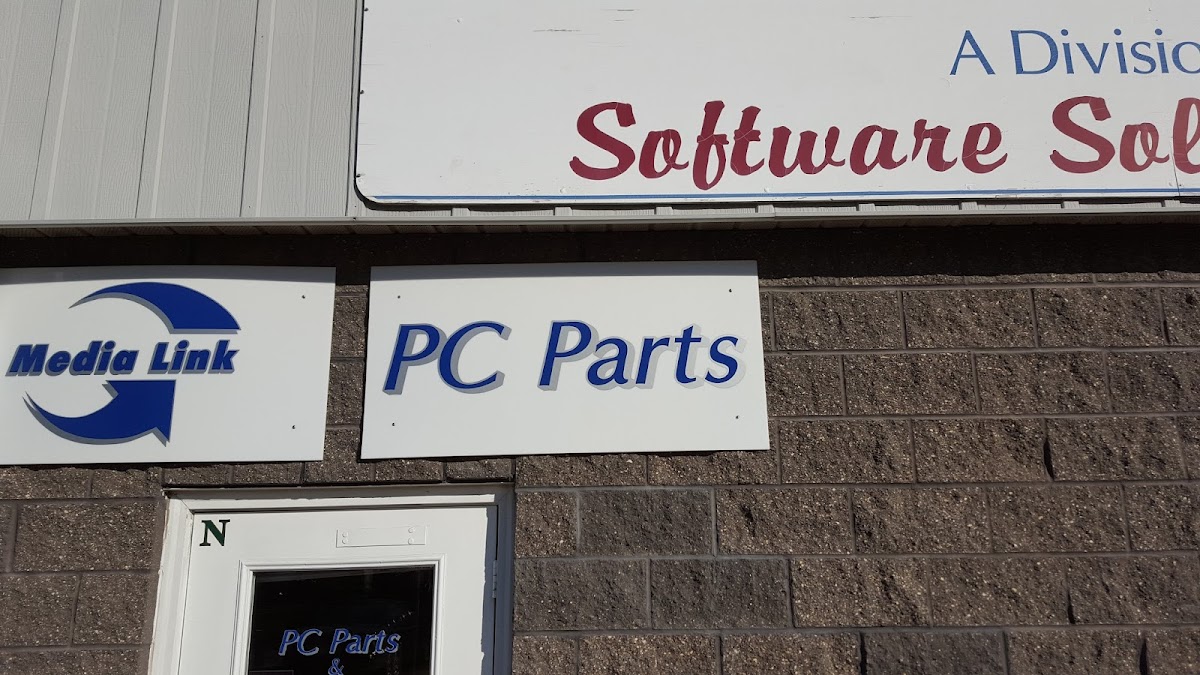 A Divisio
Software Sol
Media Link
PC Parts
N
PC Parts
&